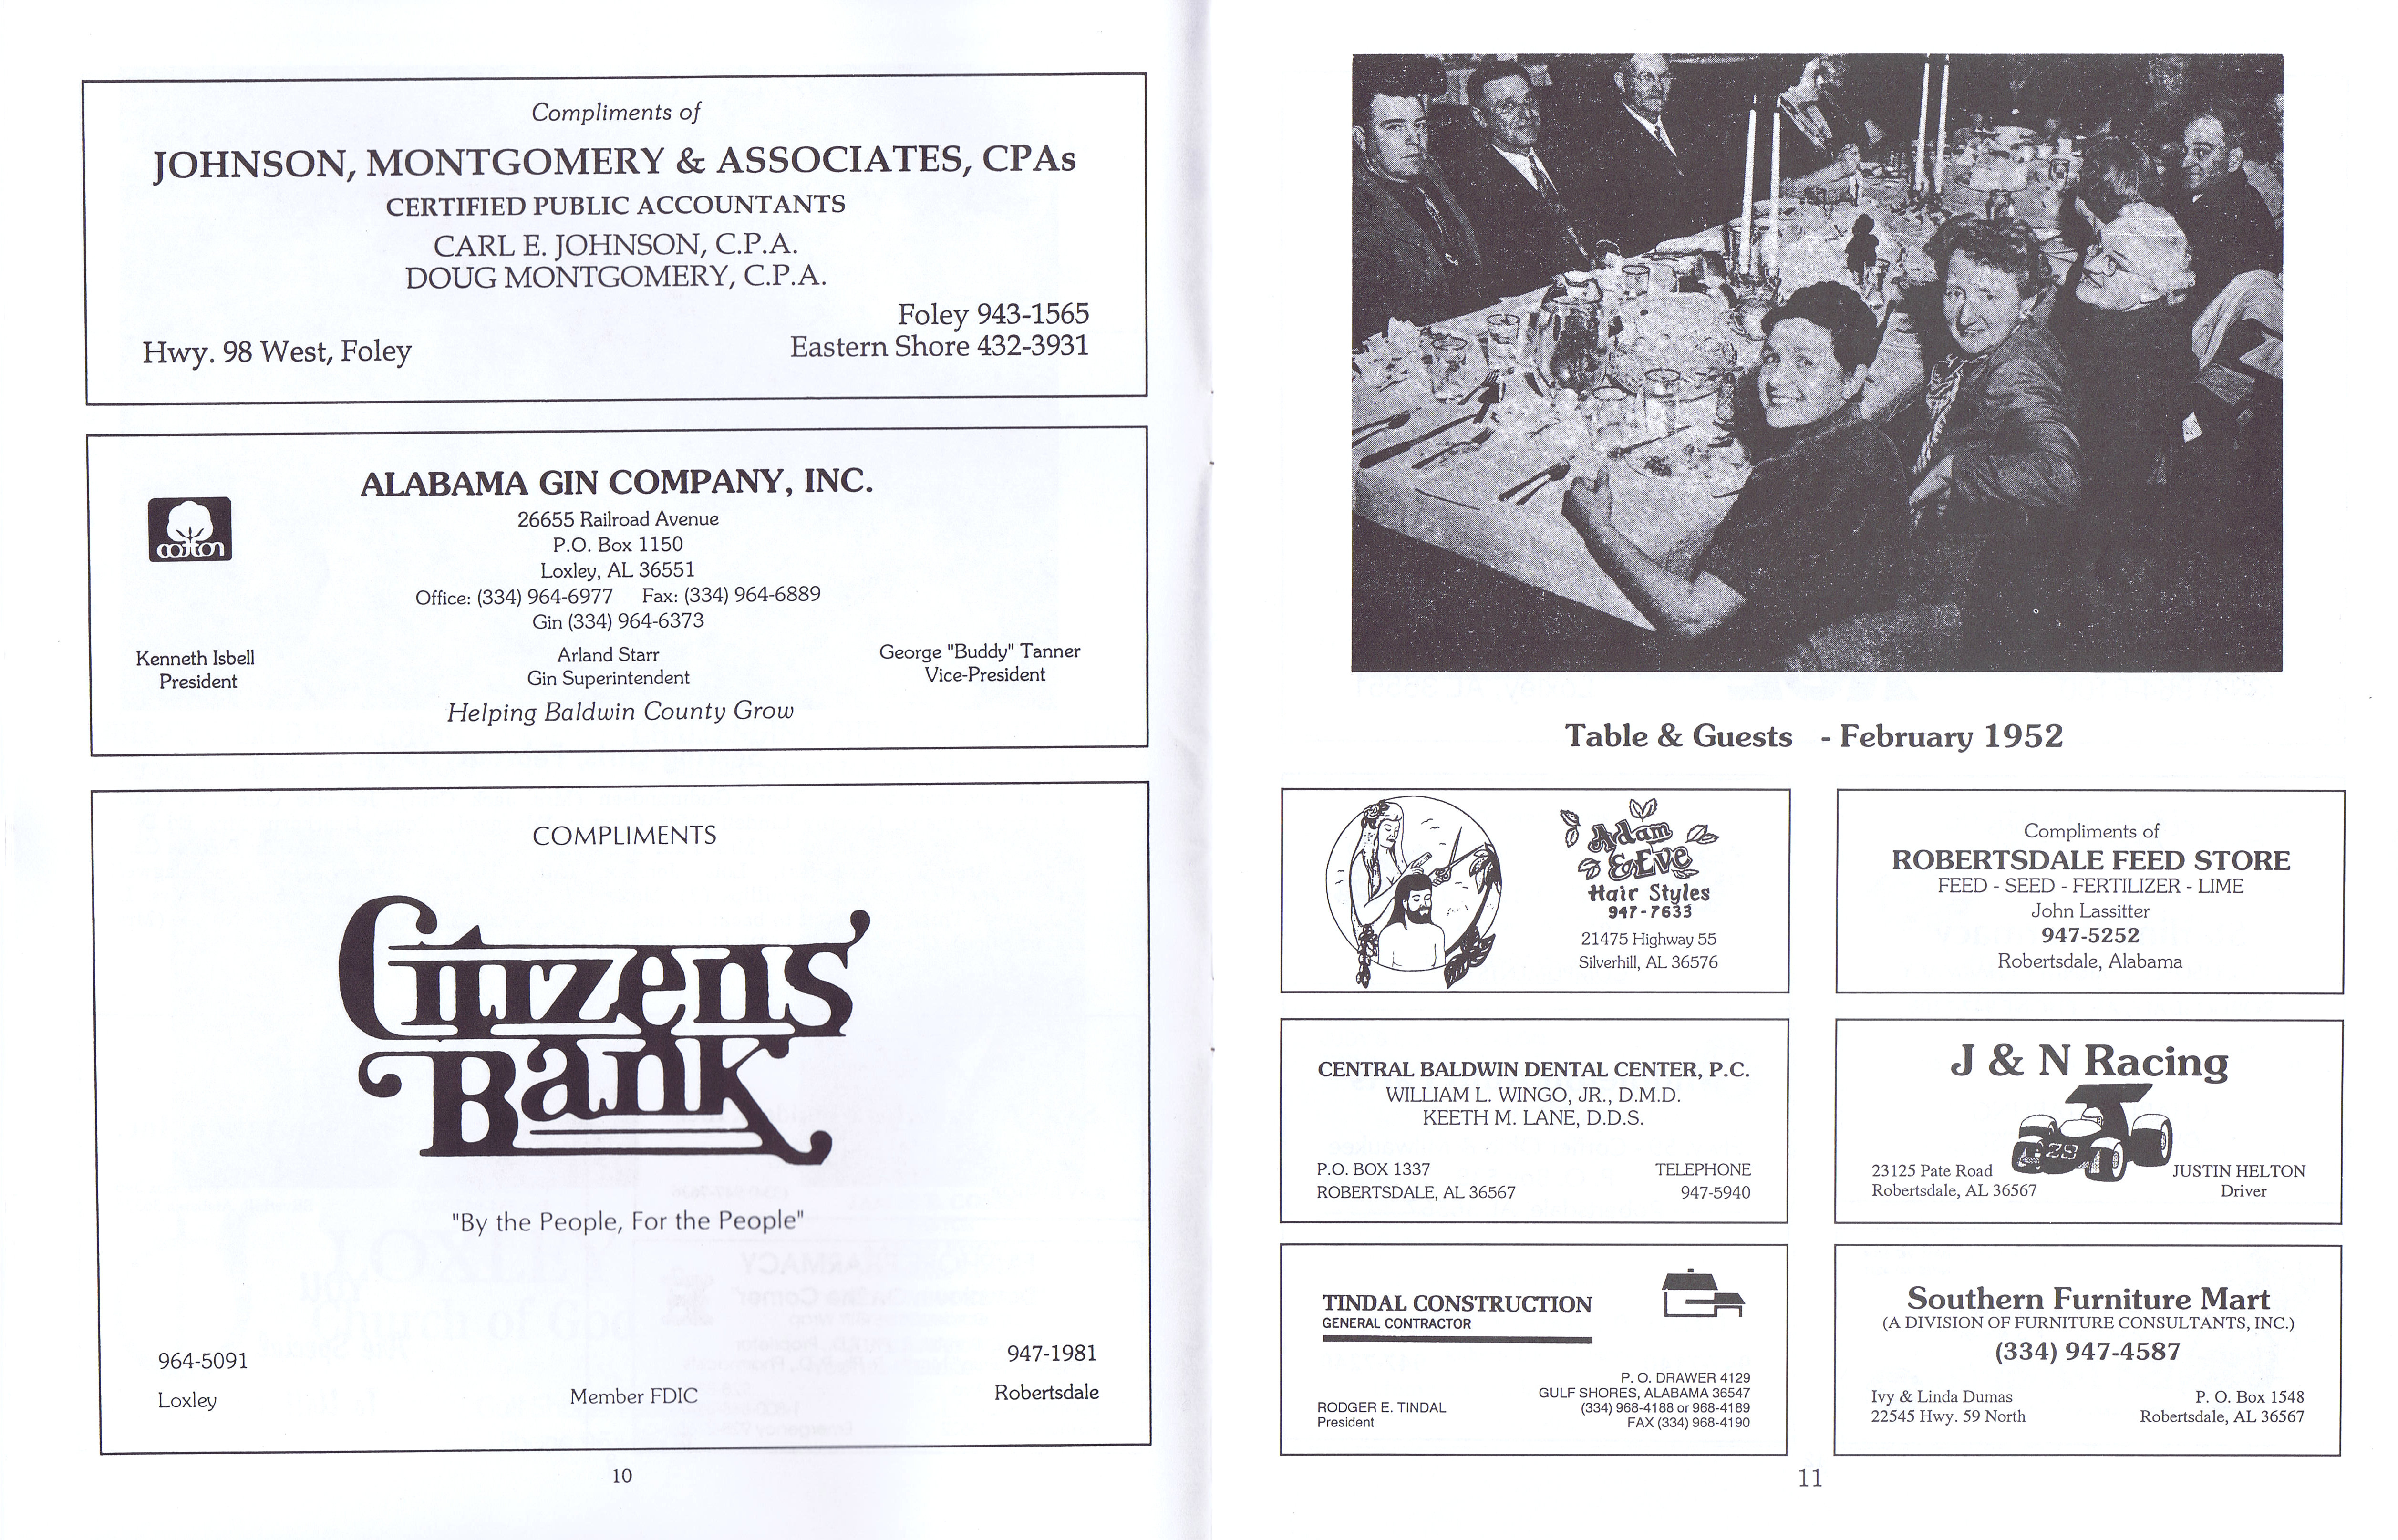 Compliments of
JOHNSON, MONTGOMERY & ASSOCIATES, CPAs
CERTIFIED PUBLIC ACCOUNTANTS
CARL E. JOHNSON, C.P.A.
DOUG MONTGOMERY, C.P.A.
Foley 943-1565
Hwy. 98 West, Foley
Eastern Shore 432-3931
ALABAMA GIN COMPANY, INC.
cotton
26655 Railroad Avenue
P.O. Box 1150
Loxley, AL 36551
Office: (334) 964-6977 Fax: (334) 964-6889
Gin (334) 964-6373
Kenneth Isbell
President
Arland Starr
Gin Superintendent
George "Buddy" Tanner
Vice-President
Helping Baldwin County Grow
COMPLIMENTS
Citizens'
Bank
"By the People, For the People"
964-5091
Loxley
Member FDIC
947-1981
Robertsdale
10
Table & Guests - February 1952
Adam
& Eve
Hair Styles
947-7633
21475 Highway 55
Silverhill, AL 36576
Compliments of
ROBERTSDALE FEED STORE
FEED - SEED - FERTILIZER - LIME
John Lassitter
947-5252
Robertsdale, Alabama
CENTRAL BALDWIN DENTAL CENTER, P.C.
WILLIAM L. WINGO, JR., D.M.D.
KEETH M. LANE, D.D.S.
P.O. BOX 1337
ROBERTSDALE, AL 36567
TELEPHONE
947-5940
J & N Racing
23125 Pate Road
Robertsdale, AL 36567
JUSTIN HELTON
Driver
TINDAL CONSTRUCTION
GENERAL CONTRACTOR
RODGER E. TINDAL
President
P. O. DRAWER 4129
GULF SHORES, ALABAMA 36547
(334) 968-4188 or 968-4189
FAX (334) 968-4190
Southern Furniture Mart
(A DIVISION OF FURNITURE CONSULTANTS, INC.)
(334) 947-4587
Ivy & Linda Dumas
22545 Hwy. 59 North
P. O. Box 1548
Robertsdale, AL 36567
11